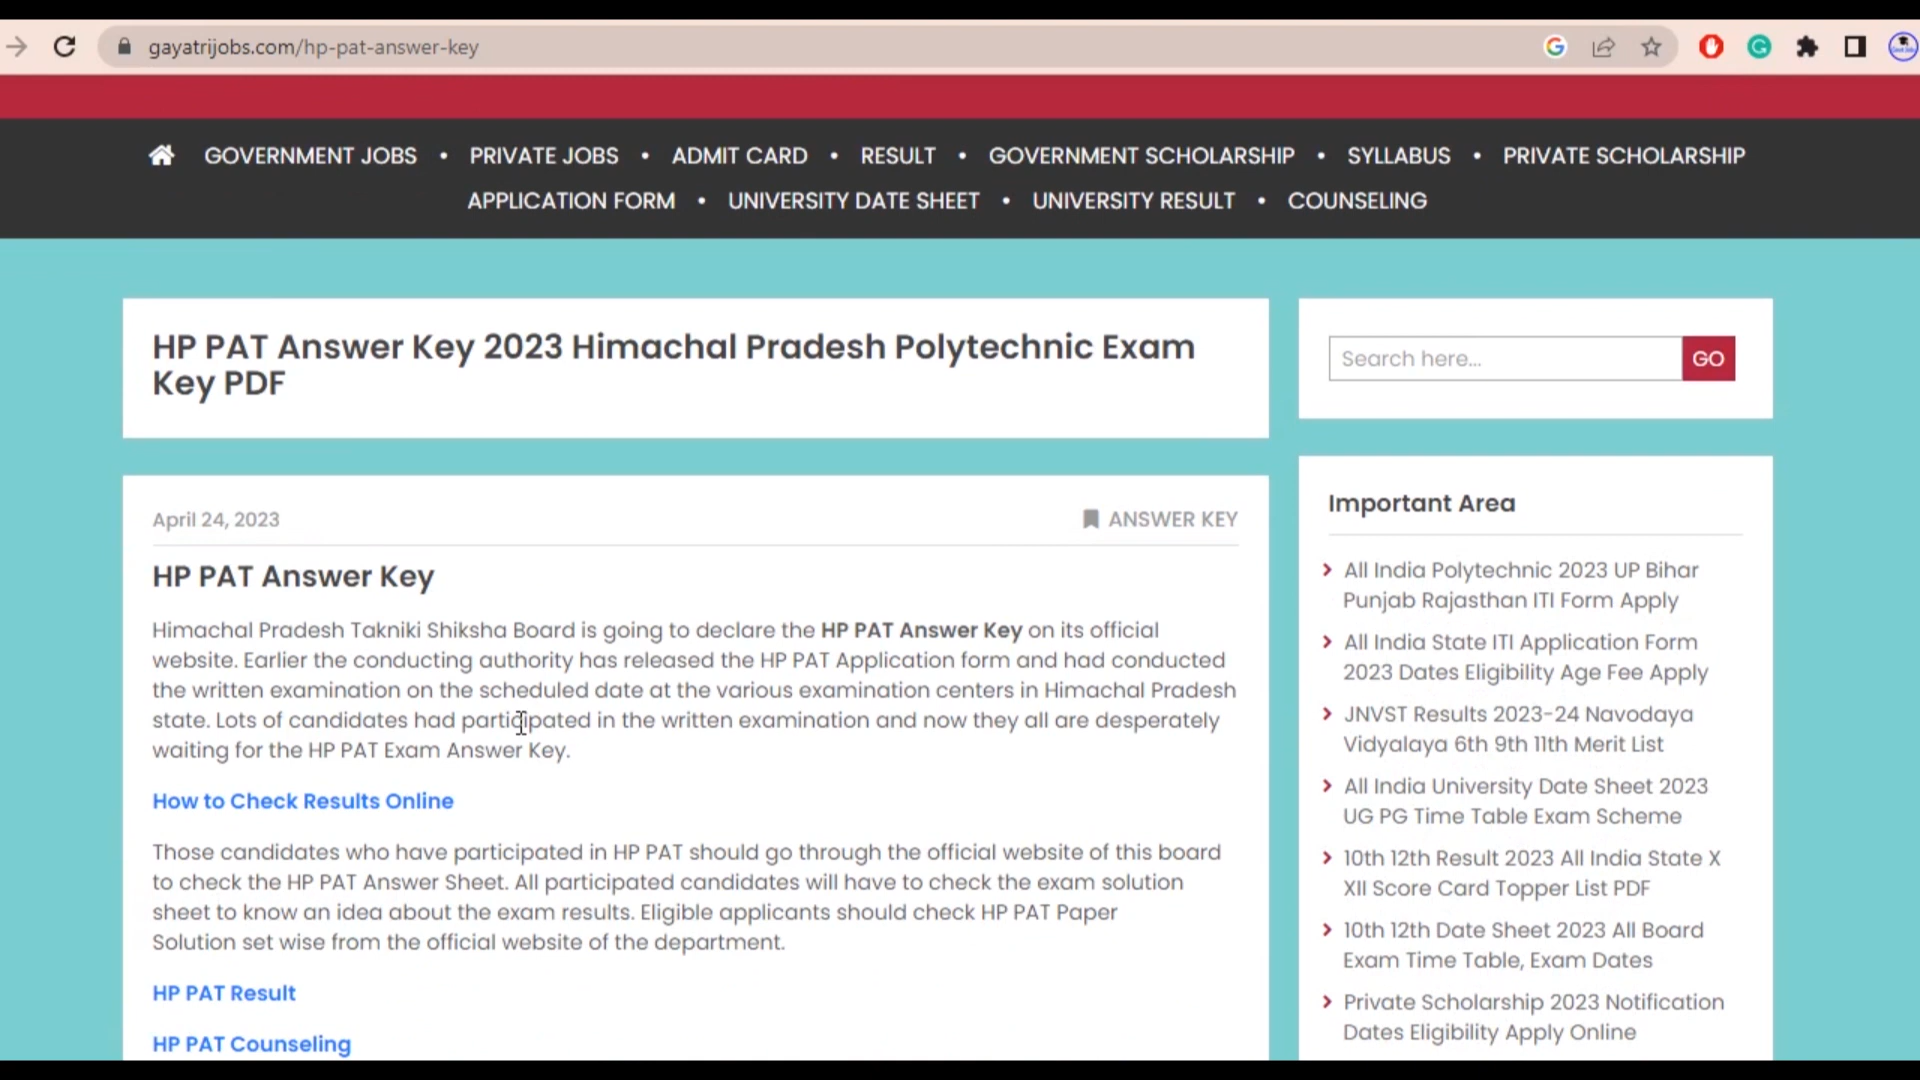 gayatrijobs.com/hp-pat-answer-key
GOVERNMENT JOBS • PRIVATE JOBS • ADMIT CARD • RESULT • GOVERNMENT SCHOLARSHIP • SYLLABUS • PRIVATE SCHOLARSHIP
APPLICATION FORM • UNIVERSITY DATE SHEET • UNIVERSITY RESULT • COUNSELING
HP PAT Answer Key 2023 Himachal Pradesh Polytechnic Exam
Key PDF
April 24, 2023
ANSWER KEY
HP PAT Answer Key
Himachal Pradesh Takniki Shiksha Board is going to declare the HP PAT Answer Key on its official
website. Earlier the conducting authority has released the HP PAT Application form and had conducted
the written examination on the scheduled date at the various examination centers in Himachal Pradesh
state. Lots of candidates had participated in the written examination and now they all are desperately
waiting for the HP PAT Exam Answer Key.
How to Check Results Online
Those candidates who have participated in HP PAT should go through the official website of this board
to check the HP PAT Answer Sheet. All participated candidates will have to check the exam solution
sheet to know an idea about the exam results. Eligible applicants should check HP PAT Paper
Solution set wise from the official website of the department.
HP PAT Result
HP PAT Counseling
Search here...
GO
Important Area
All India Polytechnic 2023 UP Bihar
Punjab Rajasthan ITI Form Apply
All India State ITI Application Form
2023 Dates Eligibility Age Fee Apply
JNVST Results 2023-24 Navodaya
Vidyalaya 6th 9th 11th Merit List
All India University Date Sheet 2023
UG PG Time Table Exam Scheme
10th 12th Result 2023 All India State X
XII Score Card Topper List PDF
10th 12th Date Sheet 2023 All Board
Exam Time Table, Exam Dates
Private Scholarship 2023 Notification
Dates Eligibility Apply Online